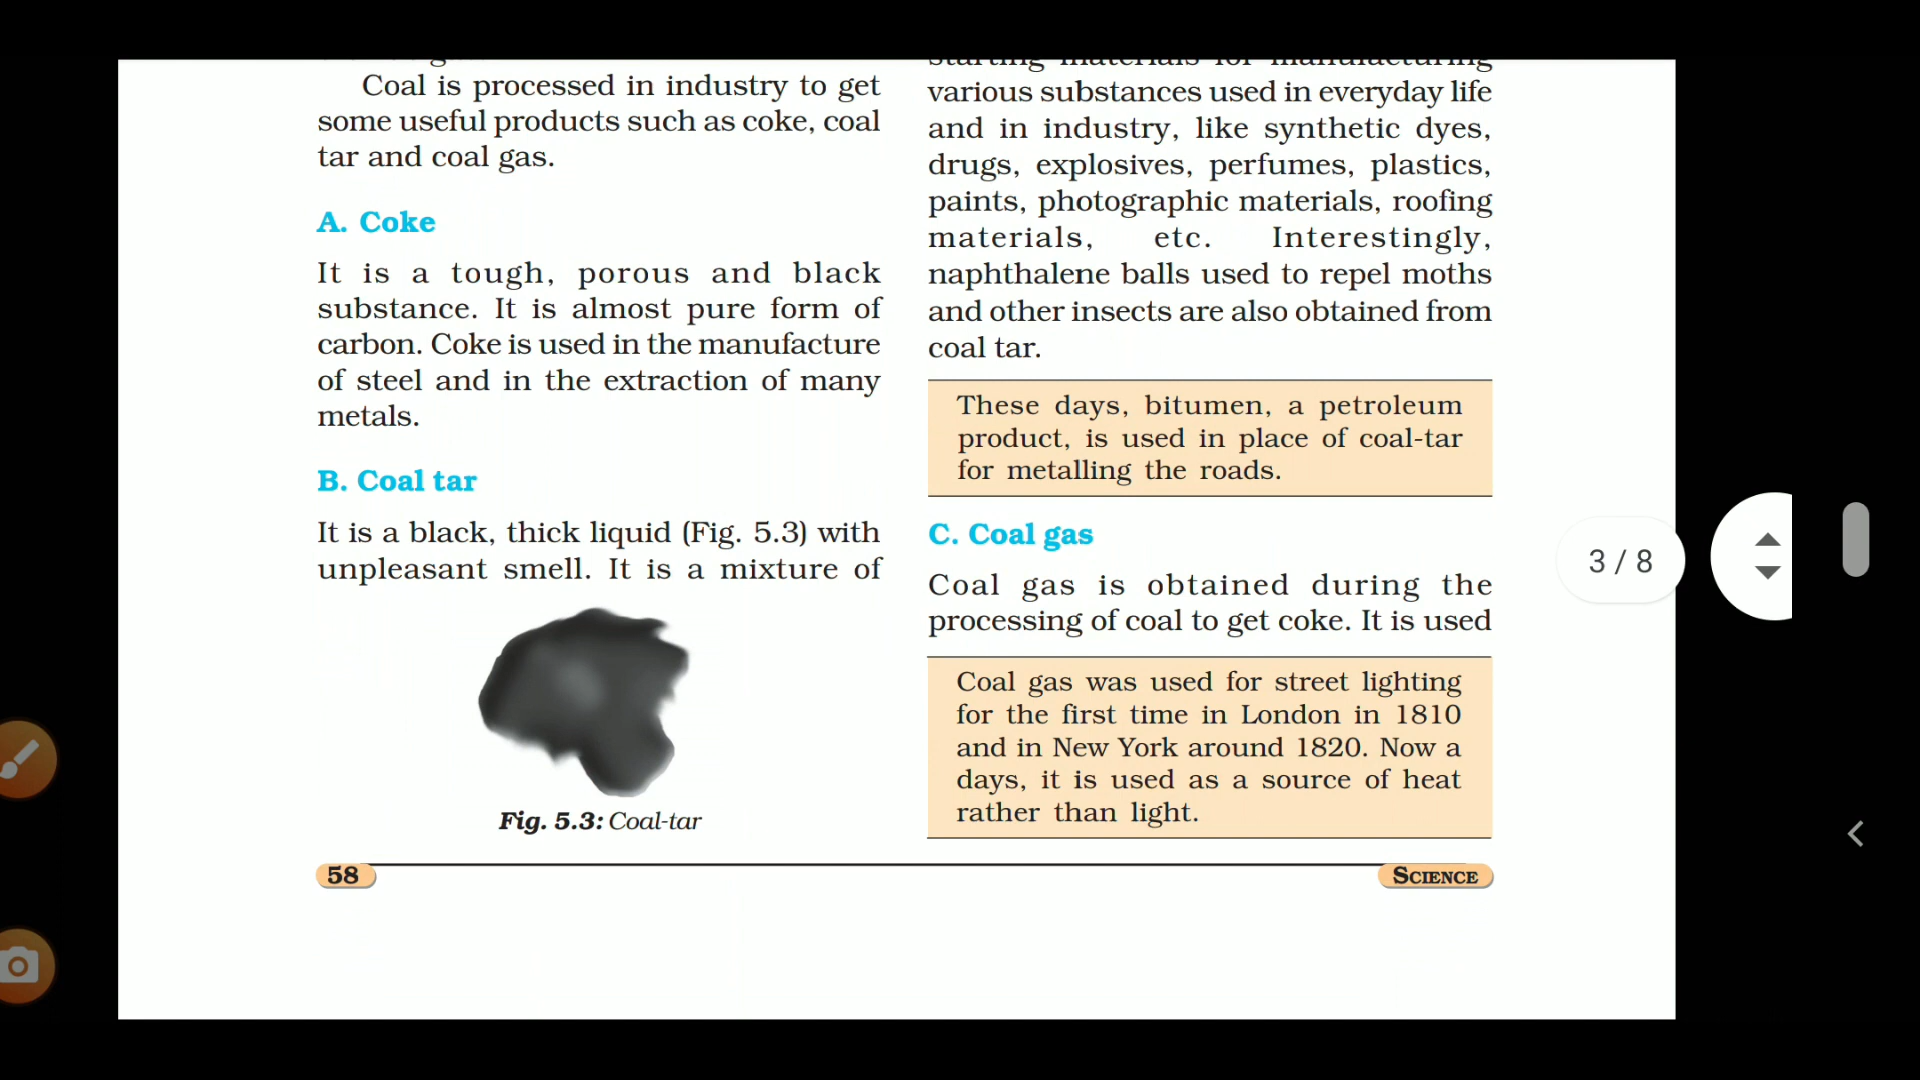 Coal is processed in industry to get
some useful products such as coke, coal
tar and coal gas.
A. Coke
It is a tough, porous and black
substance. It is almost pure form of
carbon. Coke is used in the manufacture
of steel and in the extraction of many
metals.
B. Coal tar
It is a black, thick liquid (Fig. 5.3) with
unpleasant smell. It is a mixture of
Fig. 5.3: Coal-tar
starting materials for manufacturing
various substances used in everyday life
and in industry, like synthetic dyes,
drugs, explosives, perfumes, plastics,
paints, photographic materials, roofing
materials, etc. Interestingly,
naphthalene balls used to repel moths
and other insects are also obtained from
coal tar.
These days, bitumen, a petroleum
product, is used in place of coal-tar
for metalling the roads.
C. Coal gas
Coal gas is obtained during the
processing of coal to get coke. It is used
Coal gas was used for street lighting
for the first time in London in 1810
and in New York around 1820. Now a
days, it is used as a source of heat
rather than light.
58
SCIENCE
3 / 8